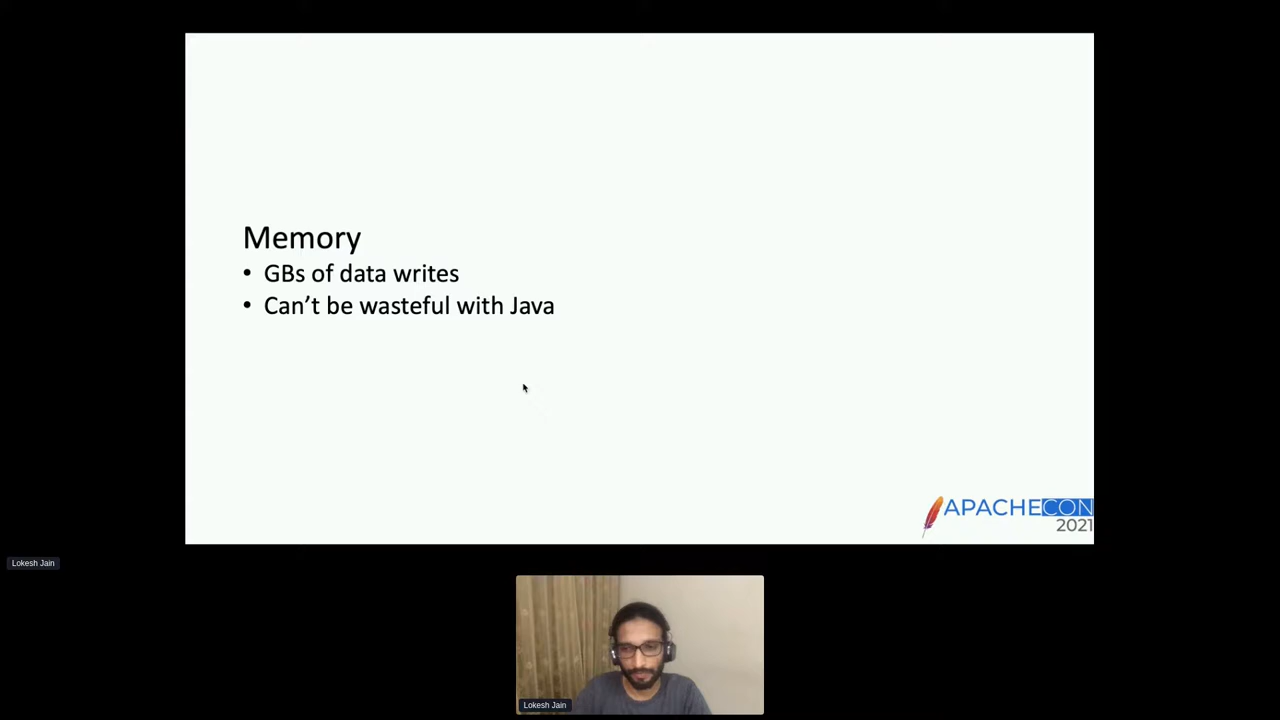 Memory
• GBs of data writes
• Can’t be wasteful with Java
APACHECON
2021
Lokesh Jain
Lokesh Jain